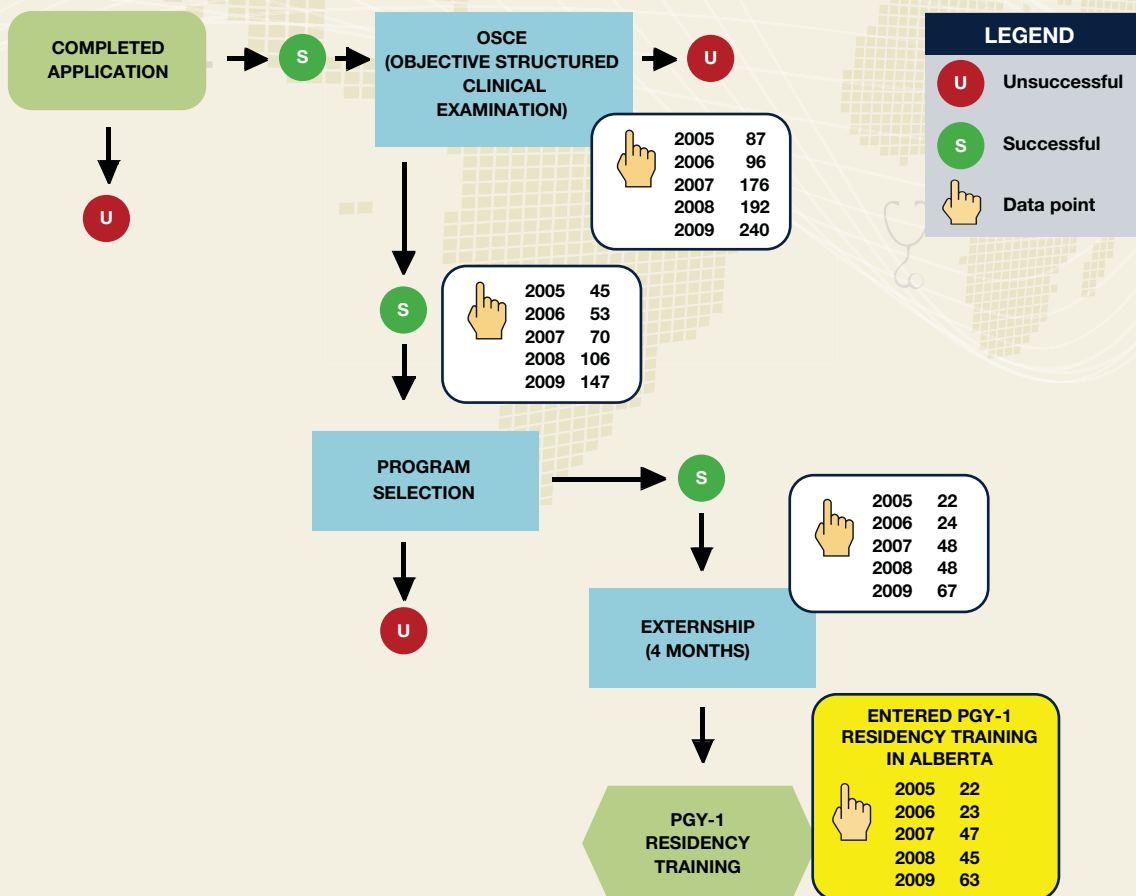 COMPLETED
APPLICATION
S
OSCE
(OBJECTIVE STRUCTURED
CLINICAL
EXAMINATION)
U
LEGEND
U Unsuccessful
S Successful
Data point
2005 87
2006 96
2007 176
2008 192
2009 240
U
S
2005 45
2006 53
2007 70
2008 106
2009 147
PROGRAM
SELECTION
S
2005 22
2006 24
2007 48
2008 48
2009 67
U
EXTERNSHIP
(4 MONTHS)
ENTERED PGY-1
RESIDENCY TRAINING
IN ALBERTA
2005 22
2006 23
2007 47
2008 45
2009 63
PGY-1
RESIDENCY
TRAINING